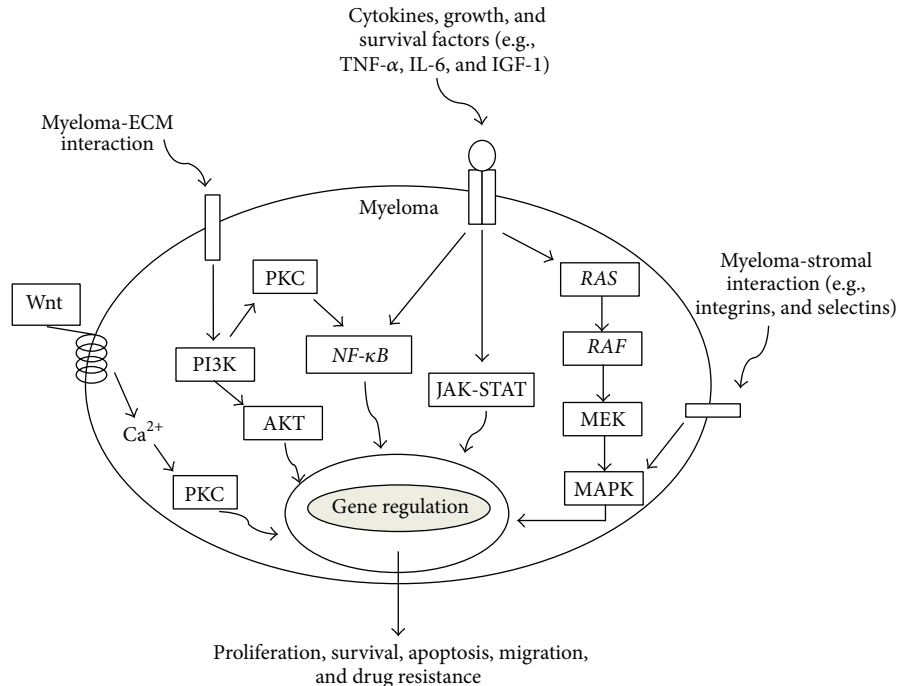 Cytokines, growth, and
survival factors (e.g.,
TNF-α, IL-6, and IGF-1)
Myeloma-ECM
interaction
Myeloma
Myeloma-stromal
interaction (e.g.,
integrins, and selectins)
Wnt
PKC
RAS
PI3K
NF-κB
RAF
JAK-STAT
AKT
MEK
Ca²⁺
PKC
MAPK
Gene regulation
Proliferation, survival, apoptosis, migration,
and drug resistance